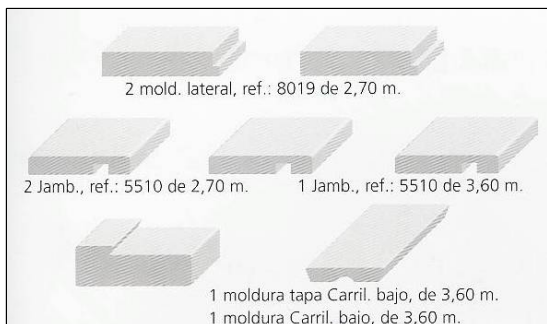 2 mold. lateral, ref.: 8019 de 2,70 m.
2 Jamb., ref.: 5510 de 2,70 m.
1 Jamb., ref.: 5510 de 3,60 m.
1 moldura tapa Carril. bajo, de 3,60 m.
1 moldura Carril. bajo, de 3,60 m.